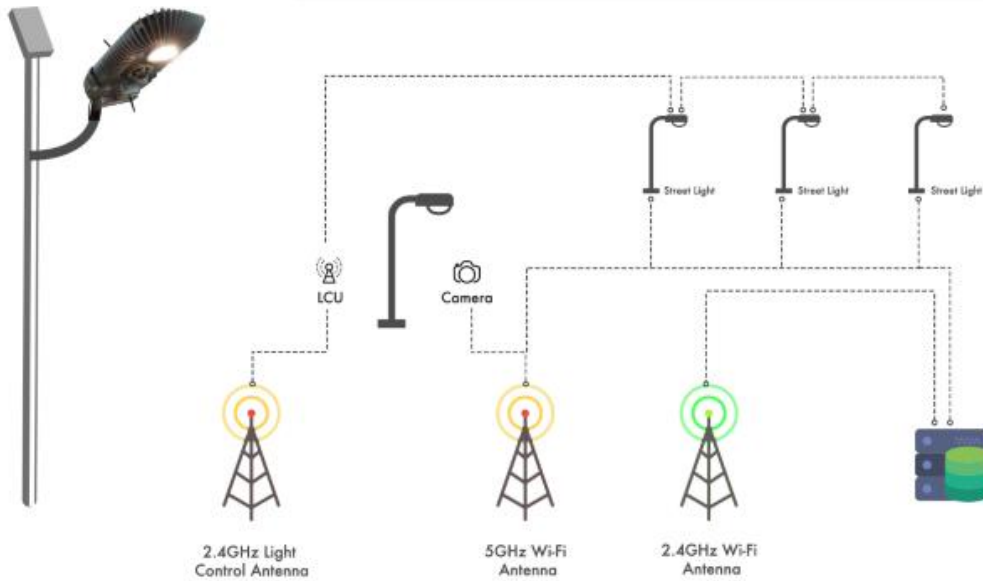 Street Light
Street Light
Street Light
LCU
Camera
2.4GHz Light
Control Antenna
5GHz Wi-Fi
Antenna
2.4GHz Wi-Fi
Antenna